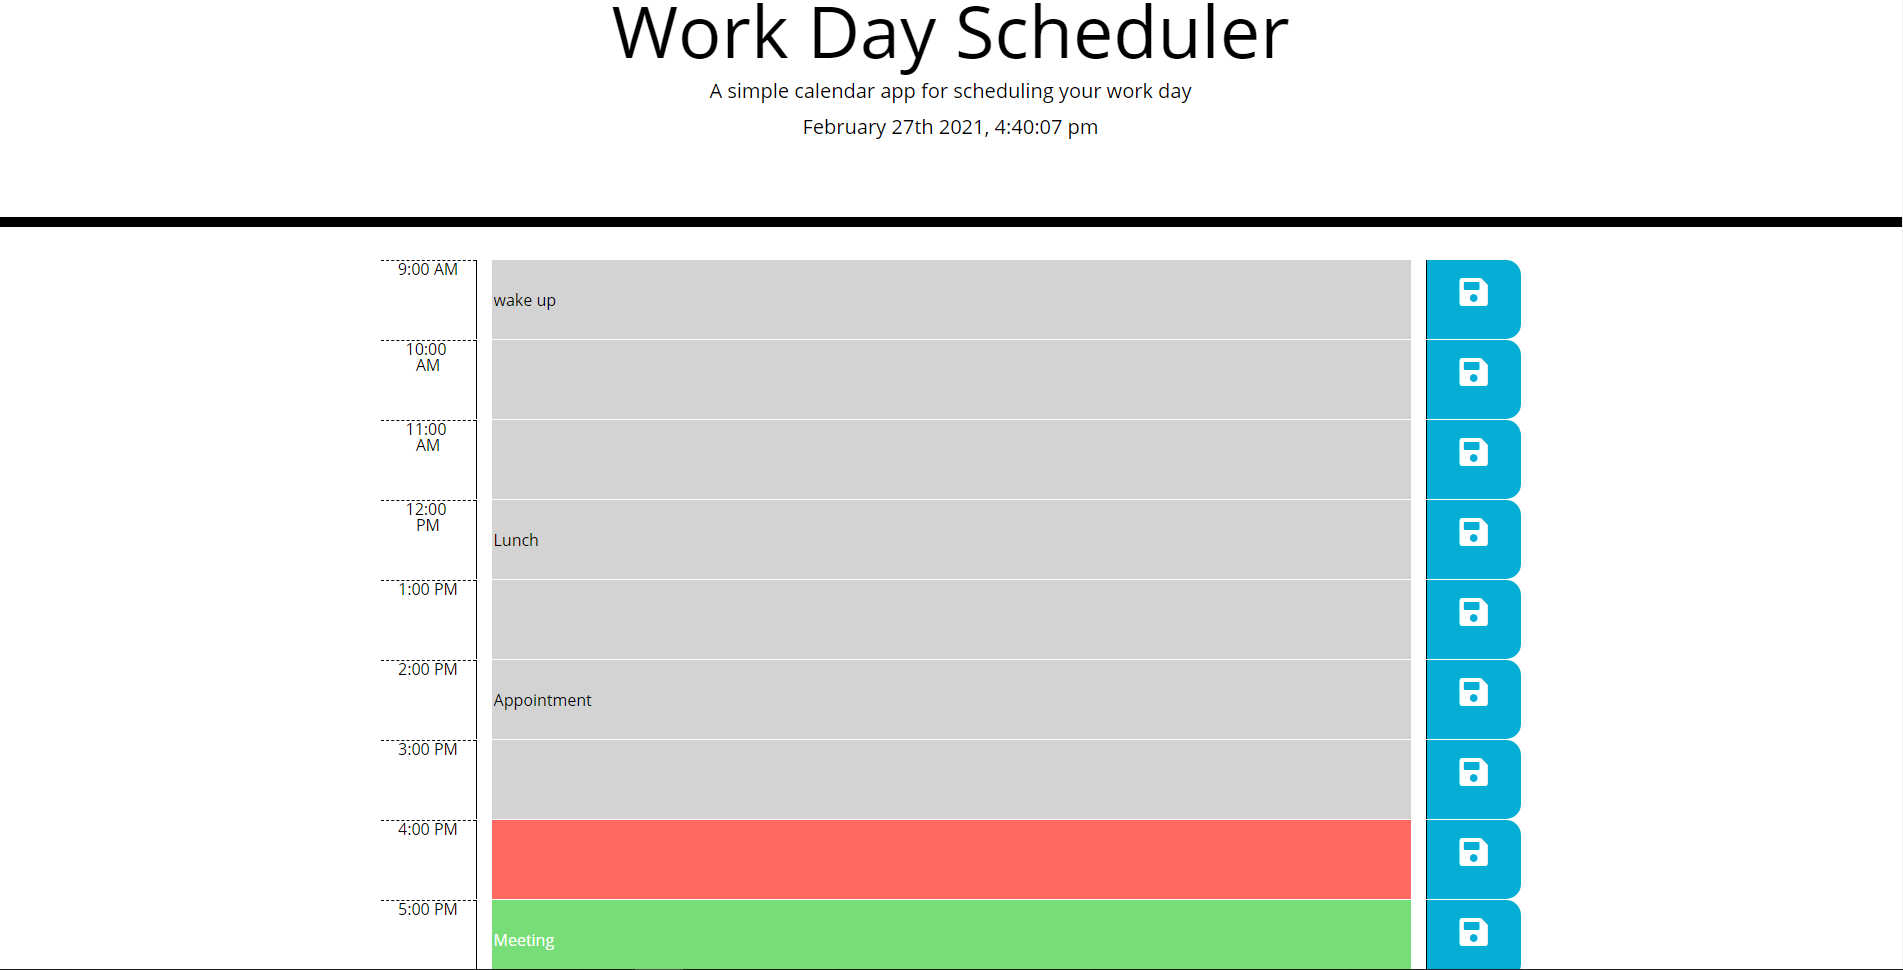 Work Day Scheduler
A simple calendar app for scheduling your work day
February 27th 2021, 4:40:07 pm
9:00 AM
wake up
10:00
AM
11:00
AM
12:00
PM
Lunch
1:00 PM
2:00 PM
Appointment
3:00 PM
4:00 PM
5:00 PM
Meeting